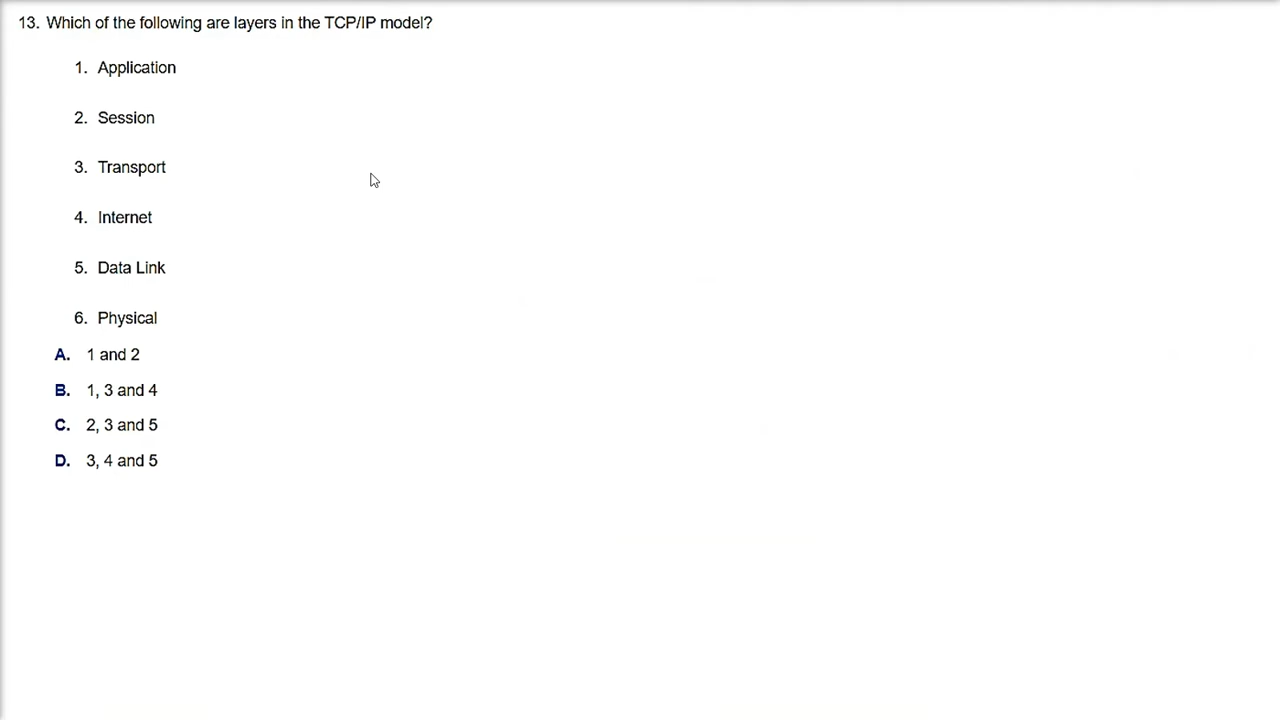 13. Which of the following are layers in the TCP/IP model?
1. Application
2. Session
3. Transport
4. Internet
5. Data Link
6. Physical
A. 1 and 2
B. 1, 3 and 4
C. 2, 3 and 5
D. 3, 4 and 5